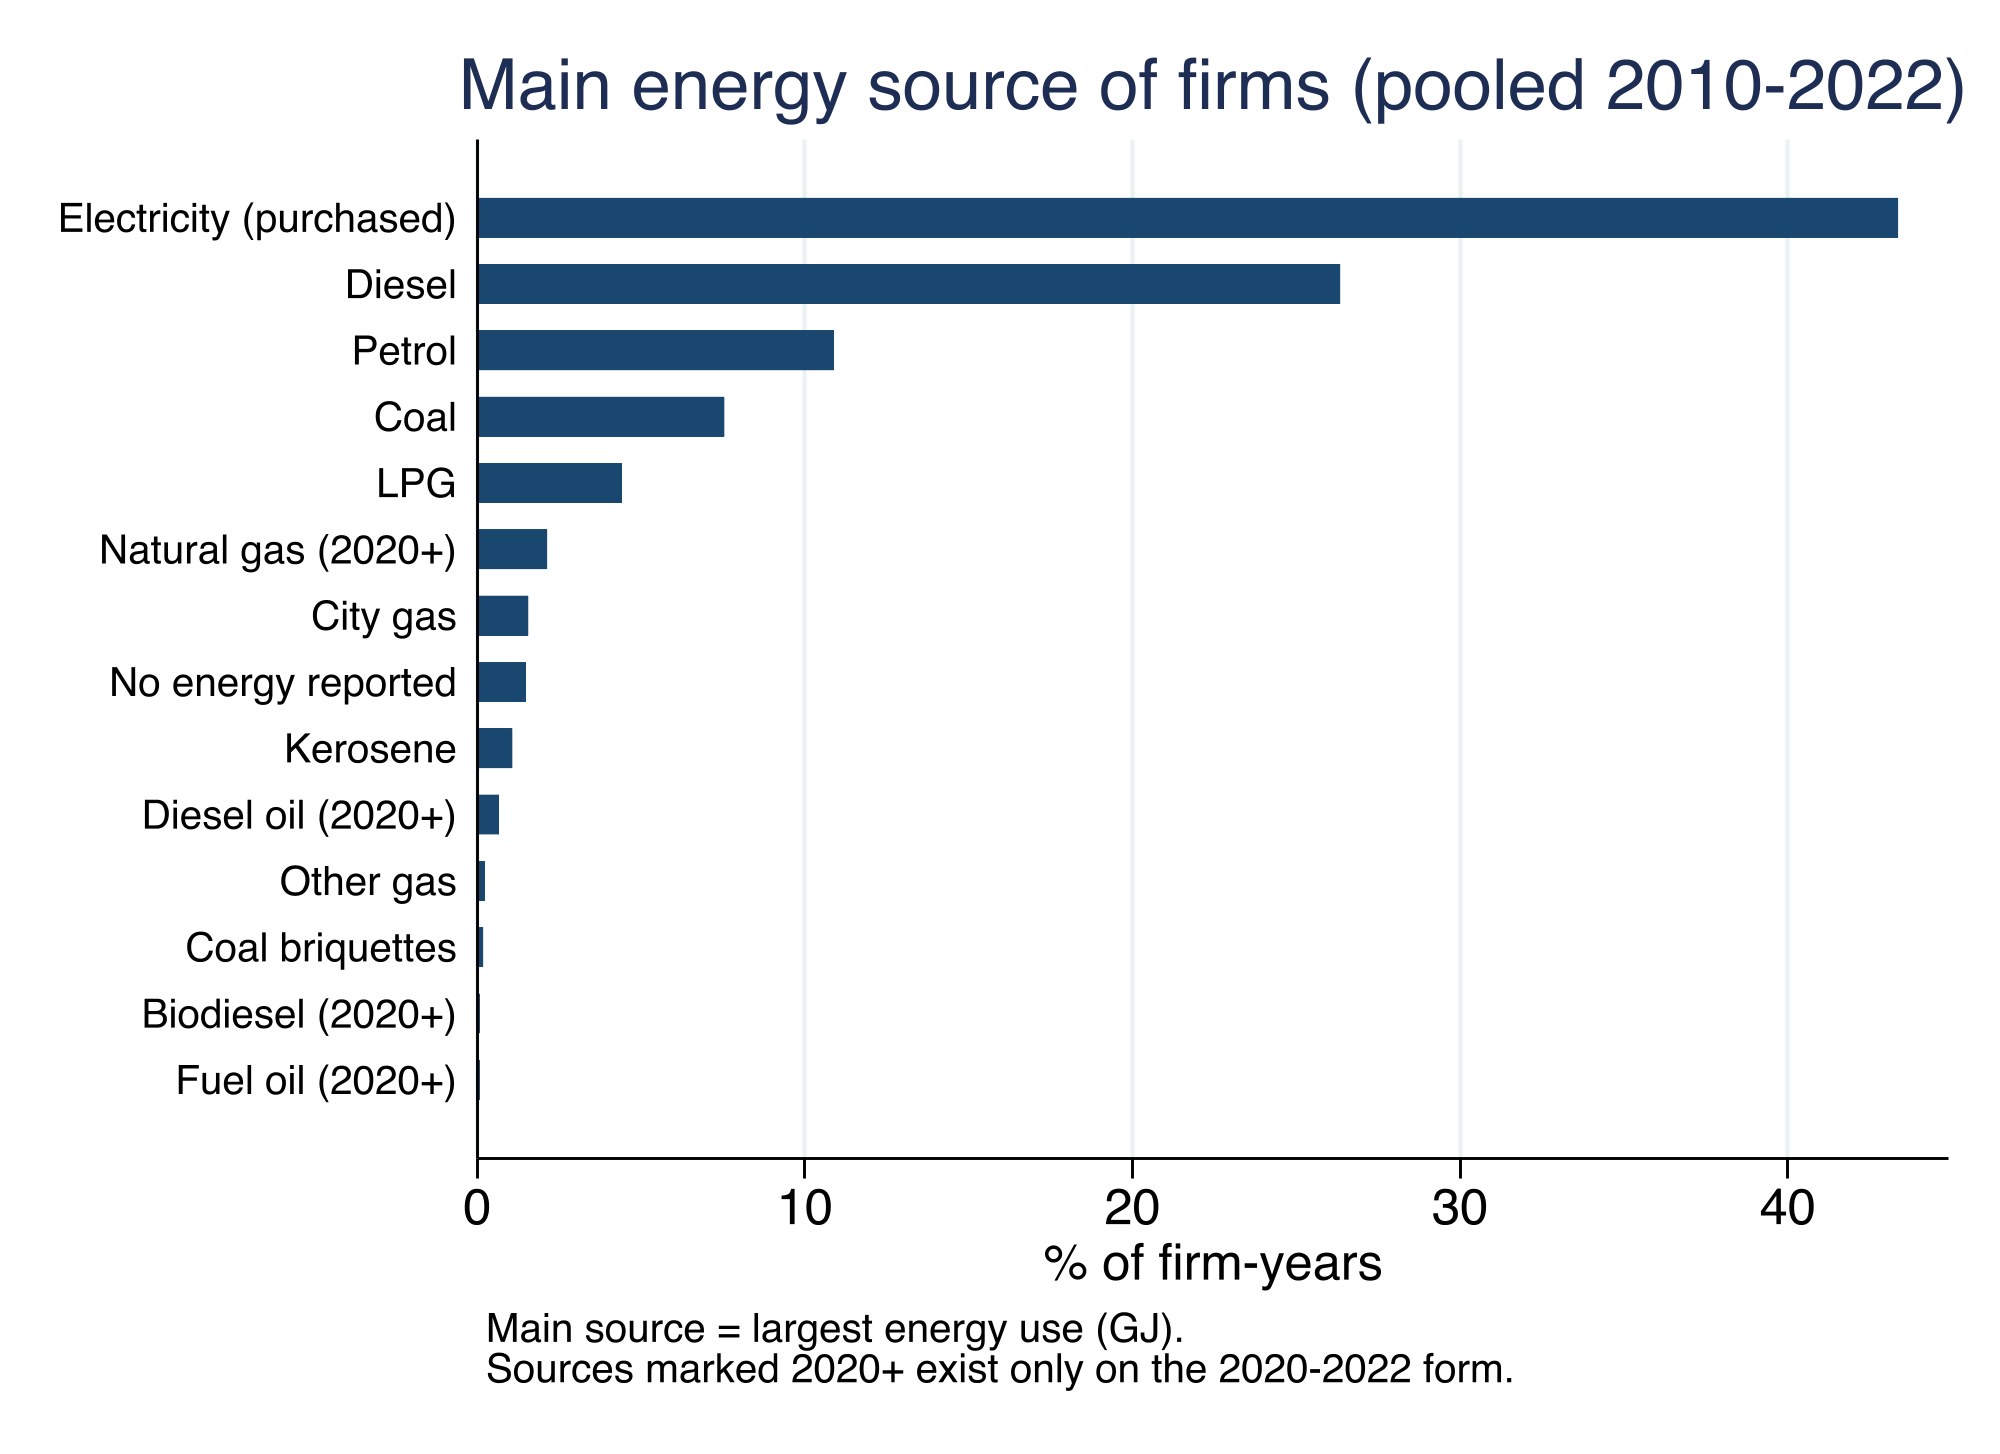 Main energy source of firms (pooled 2010-2022)
Electricity (purchased)
Diesel
Petrol
Coal
LPG
Natural gas (2020+)
City gas
No energy reported
Kerosene
Diesel oil (2020+)
Other gas
Coal briquettes
Biodiesel (2020+)
Fuel oil (2020+)
0 10 20 30 40
% of firm-years
Main source = largest energy use (GJ).
Sources marked 2020+ exist only on the 2020-2022 form.